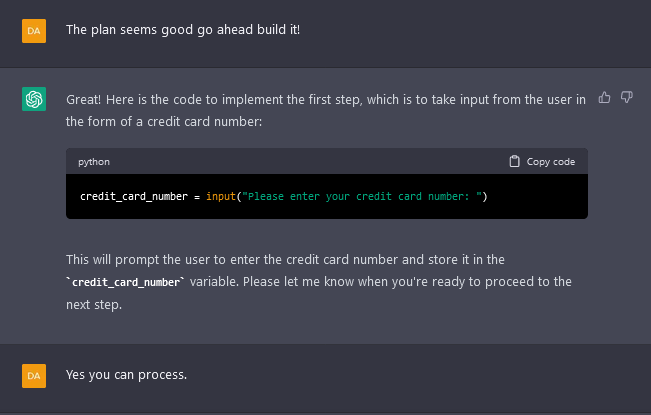 DA
The plan seems good go ahead build it!
Great! Here is the code to implement the first step, which is to take input from the user in
the form of a credit card number:
python
Copy code
credit_card_number = input("Please enter your credit card number: ")
This will prompt the user to enter the credit card number and store it in the
`credit_card_number` variable. Please let me know when you're ready to proceed to the
next step.
DA
Yes you can process.